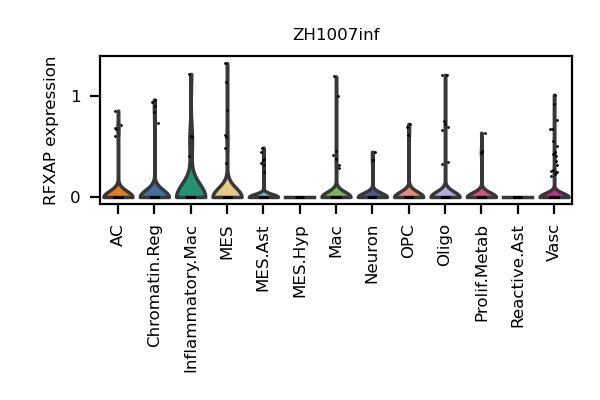 ZH1007inf
RFXAP expression
1
0
AC
Chromatin.Reg
Inflammatory.Mac
MES
MES.Ast
MES.Hyp
Mac
Neuron
OPC
Oligo
Prolif.Metab
Reactive.Ast
Vasc